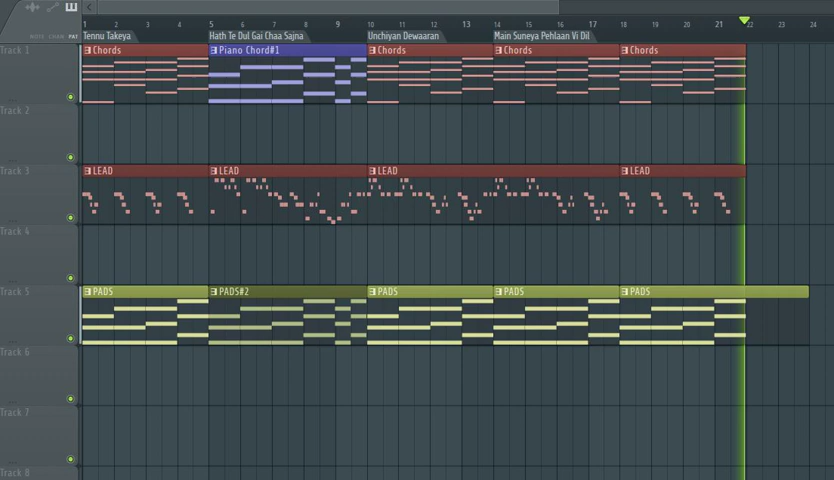 1 2 3 4 5 6 7 8 9 10 11 12 13 14 15 16 17 18 19 20 21 22 23 24
NOTE CHAN PAT
Tennu Takeya Hath Te Dul Gai Chaa Sajna Unchiyan Dewaaran Main Suneya Pehlaan Vi Dil
Track 1 Chords Piano Chord#1 Chords Chords Chords
Track 2
Track 3 LEAD LEAD LEAD LEAD
Track 4
Track 5 PADS PADS#2 PADS PADS PADS
Track 6
Track 7
Track 8